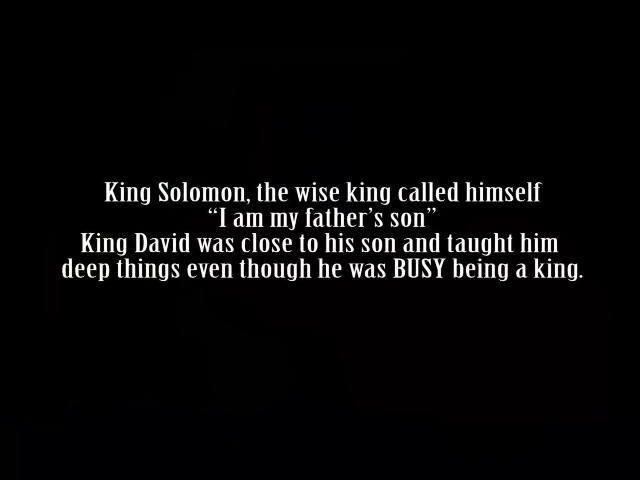 King Solomon, the wise king called himself
“I am my father’s son”
King David was close to his son and taught him
deep things even though he was BUSY being a king.